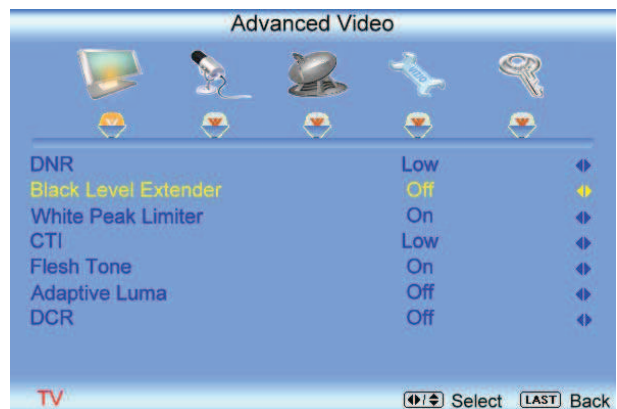 Advanced Video
DNR Low
Black Level Extender Off
White Peak Limiter On
CTI Low
Flesh Tone On
Adaptive Luma Off
DCR Off
TV Select LAST Back